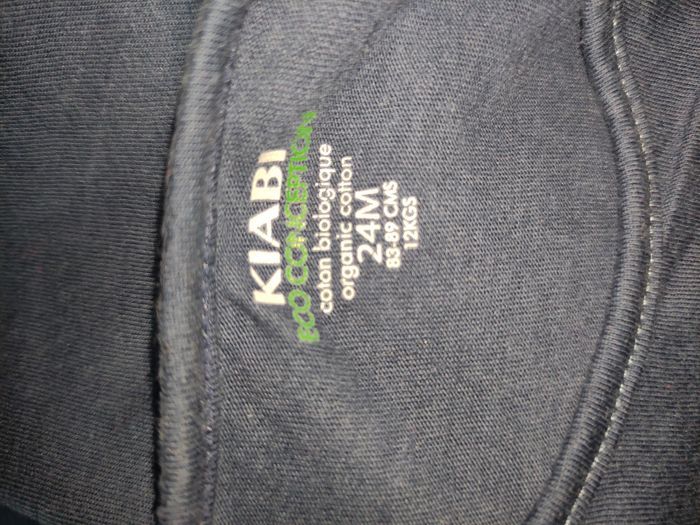 KIABI
ECO CONCEPTION
coton biologique
organic cotton
24M
83-89 CMS
12KGS